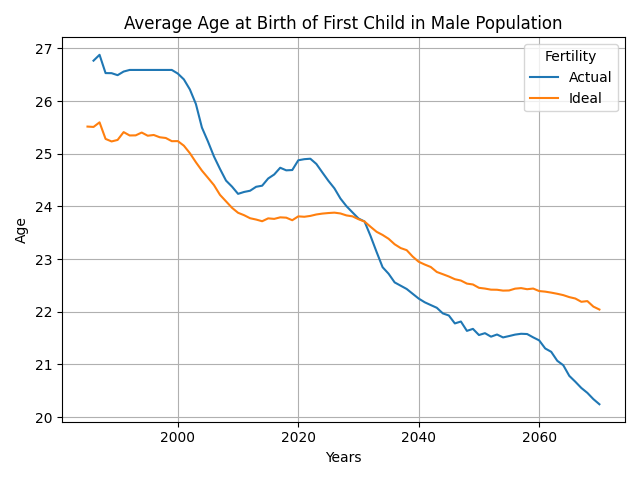 Average Age at Birth of First Child in Male Population
Fertility
Actual
Ideal
27
26
25
24
23
22
21
20
Age
2000
2020
2040
2060
Years